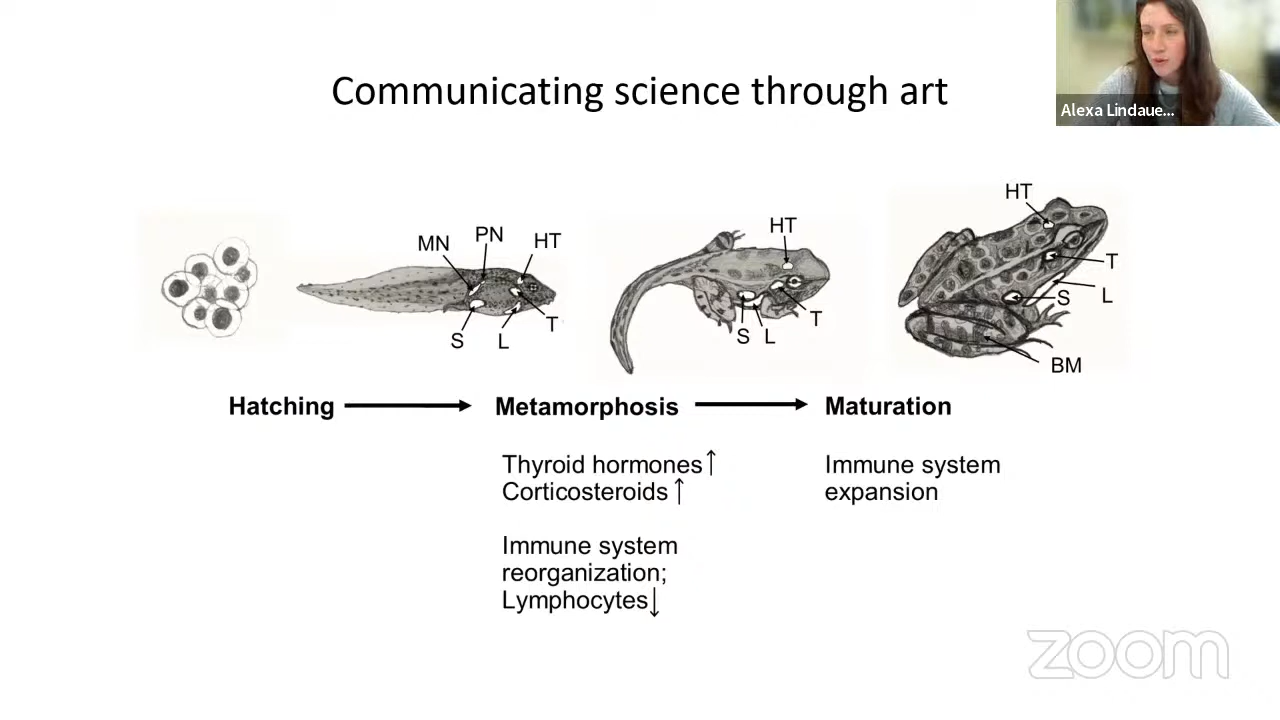 Communicating science through art
Alexa Lindaue...
MN
PN
HT
S
L
T
HT
S
L
T
HT
T
S
L
BM
Hatching
Metamorphosis
Maturation
Thyroid hormones↑
Corticosteroids↑
Immune system
reorganization;
Lymphocytes↓
Immune system
expansion
zoom